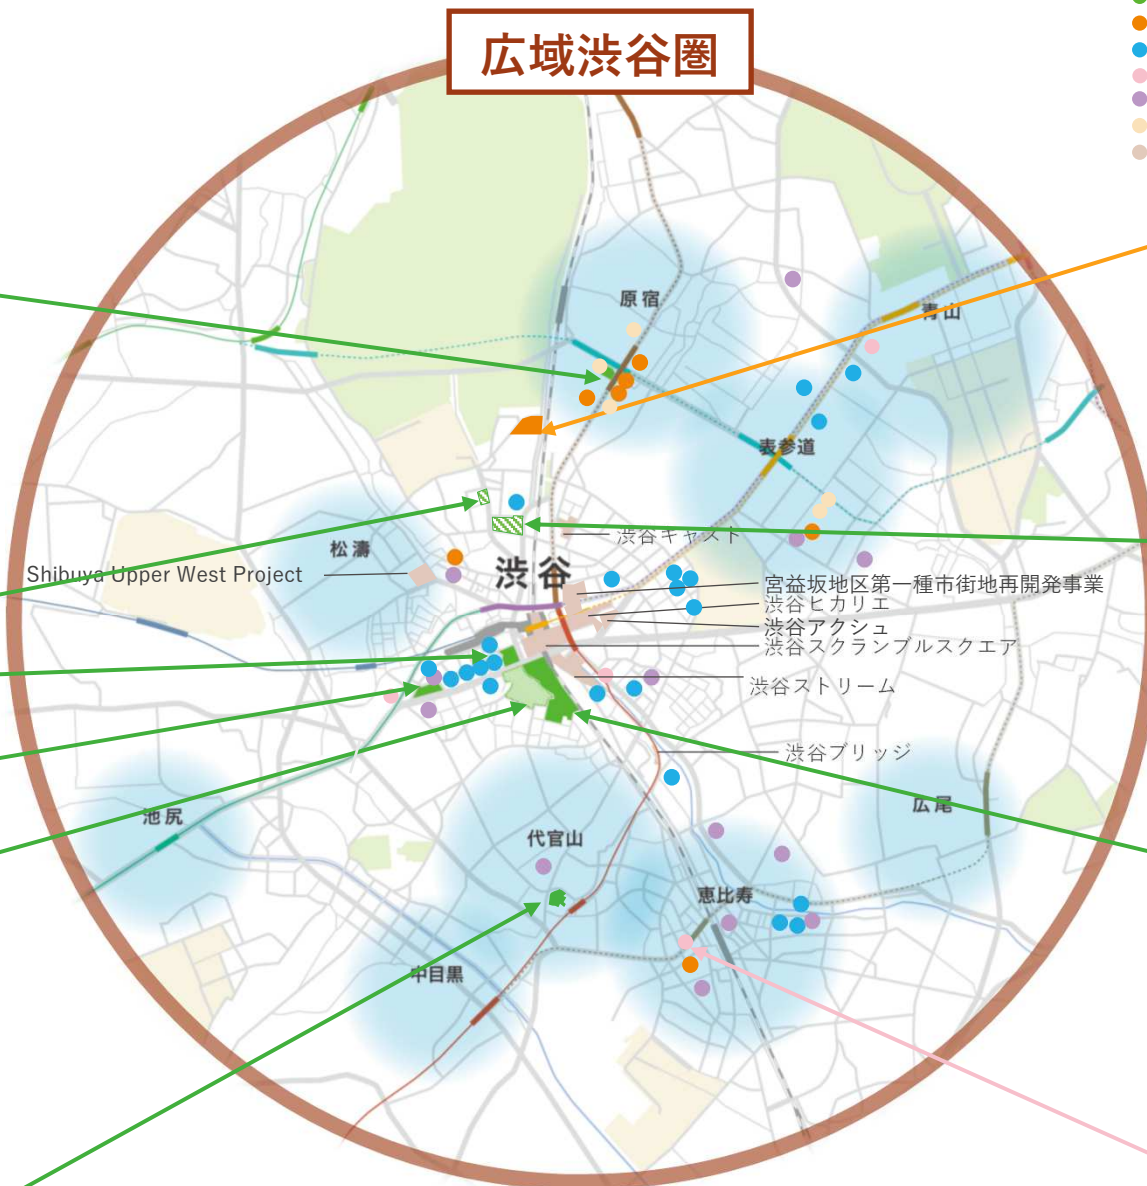 広域渋谷圏
原宿
青山
表参道
渋谷キャスト
松濤
渋谷
Shibuya Upper West Project
宮益坂地区第一種市街地再開発事業
渋谷ヒカリエ
渋谷アクシュ
渋谷スクランブルスクエア
渋谷ストリーム
渋谷ブリッジ
池尻
代官山
広尾
恵比寿
中目黒